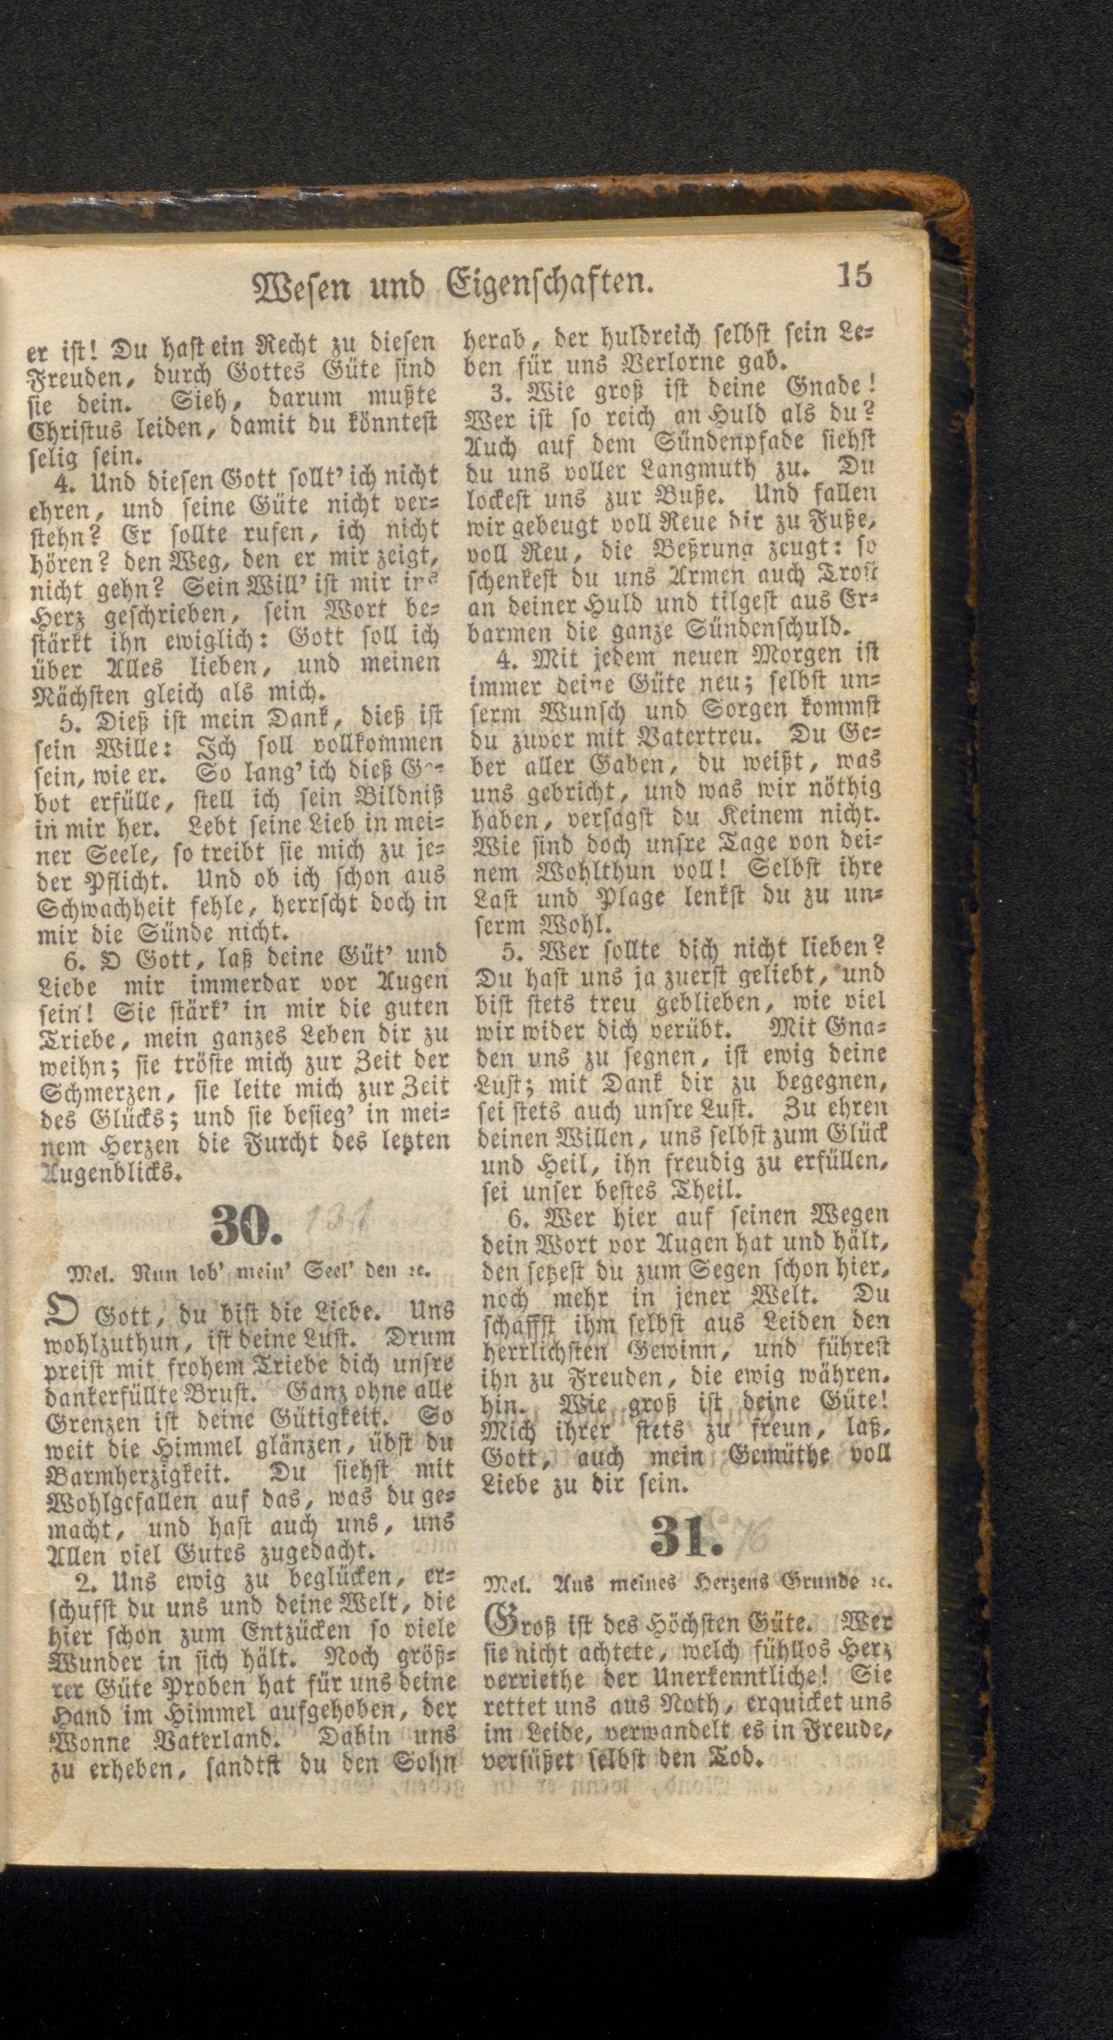 Wesen und Eigenschaften.
15
er ist! Du hast ein Recht zu diesen
Freuden, durch Gottes Güte sind
sie dein. Sieh, darum mußte
Christus leiden, damit du könntest
selig sein.
4. Und diesen Gott sollt' ich nicht
ehren, und seine Güte nicht ver-
stehn? Er sollte rufen, ich nicht
hören? den Weg, den er mir zeigt,
nicht gehn? Sein Will' ist mir ins
Herz geschrieben, sein Wort be-
stärkt ihn ewiglich: Gott soll ich
über Alles lieben, und meinen
Nächsten gleich als mich.
5. Dieß ist mein Dank, dieß ist
sein Wille: Ich soll vollkommen
sein, wie er. So lang' ich dieß Ge-
bot erfülle, stell ich sein Bildniß
in mir her. Lebt seine Lieb in mei-
ner Seele, so treibt sie mich zu je-
der Pflicht. Und ob ich schon aus
Schwachheit fehle, herrscht doch in
mir die Sünde nicht.
6. O Gott, laß deine Güt' und
Liebe mir immerdar vor Augen
sein! Sie stärk' in mir die guten
Triebe, mein ganzes Leben dir zu
weihn; sie tröste mich zur Zeit der
Schmerzen, sie leite mich zur Zeit
des Glücks; und sie besieg' in mei-
nem Herzen die Furcht des letzten
Augenblicks.
30. 131
Mel. Nun lob' mein' Seel' den ꝛc.
O Gott, du bist die Liebe. Uns
wohlzuthun, ist deine Lust. Drum
preist mit frohem Triebe dich unsre
dankerfüllte Brust. Ganz ohne alle
Grenzen ist deine Gütigkeit. So
weit die Himmel glänzen, übst du
Barmherzigkeit. Du siehst mit
Wohlgefallen auf das, was du ge-
macht, und hast auch uns, uns
Allen viel Gutes zugedacht.
2. Uns ewig zu beglücken, er-
schufst du uns und deine Welt, die
hier schon zum Entzücken so viele
Wunder in sich hält. Noch größ-
rer Güte Proben hat für uns deine
Hand im Himmel aufgehoben, der
Wonne Vaterland. Dahin uns
zu erheben, sandtst du den Sohn
herab, der huldreich selbst sein Le-
ben für uns Verlorne gab.
3. Wie groß ist deine Gnade!
Wer ist so reich an Huld als du?
Auch auf dem Sündenpfade siehst
du uns voller Langmuth zu. Du
lockest uns zur Buße. Und fallen
wir gebeugt voll Reue dir zu Fuße,
voll Reu, die Beßrung zeugt: so
schenkest du uns Armen auch Trost
an deiner Huld und tilgest aus Er-
barmen die ganze Sündenschuld.
4. Mit jedem neuen Morgen ist
immer deine Güte neu; selbst un-
serm Wunsch und Sorgen kommst
du zuvor mit Vatertreu. Du Ge-
ber aller Gaben, du weißt, was
uns gebricht, und was wir nöthig
haben, versagst du Keinem nicht.
Wie sind doch unsre Tage von dei-
nem Wohlthun voll! Selbst ihre
Last und Plage lenkst du zu un-
serm Wohl.
5. Wer sollte dich nicht lieben?
Du hast uns ja zuerst geliebt, und
bist stets treu geblieben, wie viel
wir wider dich verübt. Mit Gna-
den uns zu segnen, ist ewig deine
Lust; mit Dank dir zu begegnen,
sei stets auch unsre Lust. Zu ehren
deinen Willen, uns selbst zum Glück
und Heil, ihn freudig zu erfüllen,
sei unser bestes Theil.
6. Wer hier auf seinen Wegen
dein Wort vor Augen hat und hält,
den setzest du zum Segen schon hier,
noch mehr in jener Welt. Du
schaffst ihm selbst aus Leiden den
herrlichsten Gewinn, und führest
ihn zu Freuden, die ewig währen,
hin. Wie groß ist deine Güte!
Mich ihrer stets zu freun, laß,
Gott, auch mein Gemüthe voll
Liebe zu dir sein.
31.
Mel. Aus meines Herzens Grunde ꝛc.
Groß ist des Höchsten Güte. Wer
sie nicht achtete, welch fühllos Herz
verriethe der Unerkenntliche! Sie
rettet uns aus Noth, erquicket uns
im Leide, verwandelt es in Freude,
versüßet selbst den Tod.